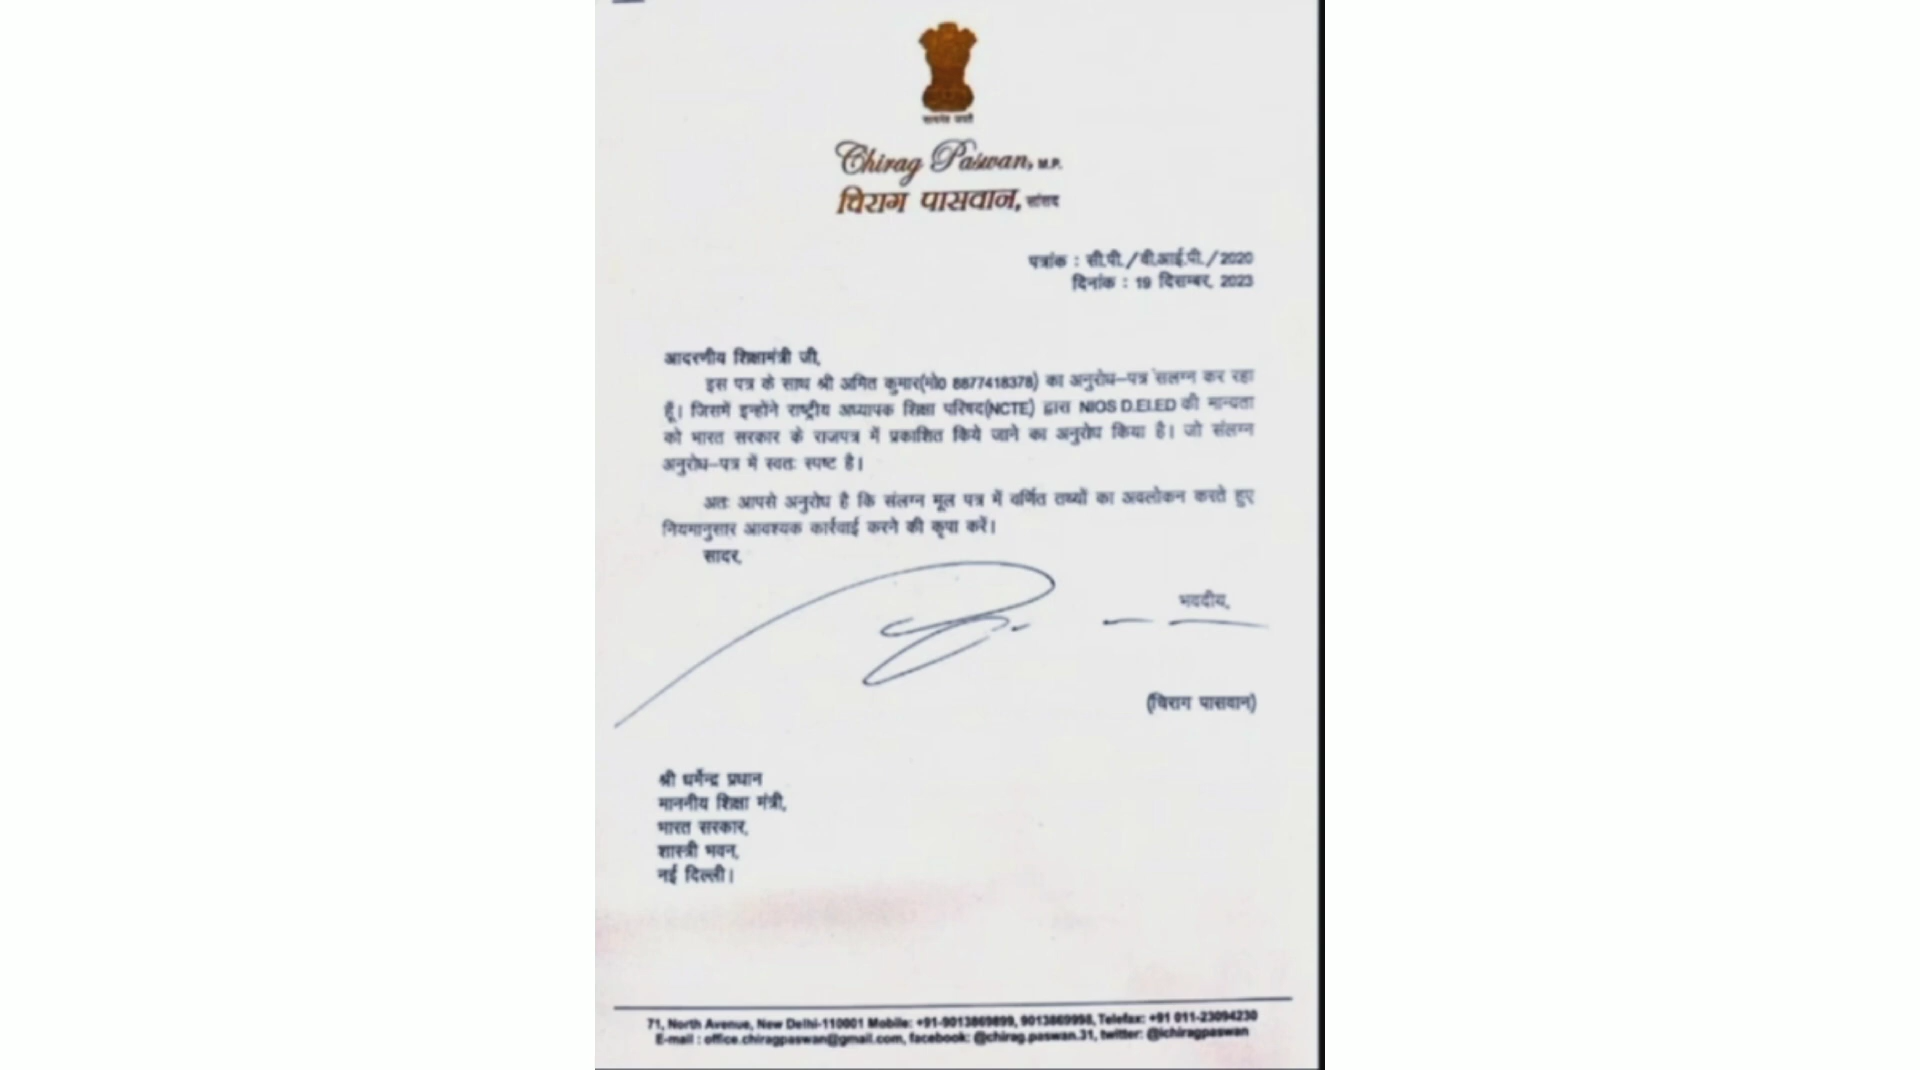 सत्यमेव जयते
Chirag Paswan, M.P.
चिराग पासवान, सांसद
पत्रांक : सी.पी./वी.आई.पी./2020
दिनांक : 19 दिसम्बर, 2023
आदरणीय शिक्षामंत्री जी,
इस पत्र के साथ श्री अमित कुमार(मो0 8877418378) का अनुरोध–पत्र संलग्न कर रहा
हूँ। जिसमें इन्होंने राष्ट्रीय अध्यापक शिक्षा परिषद(NCTE) द्वारा NIOS D.El.ED की मान्यता
को भारत सरकार के राजपत्र में प्रकाशित किये जाने का अनुरोध किया है। जो संलग्न
अनुरोध–पत्र में स्वतः स्पष्ट है।
अतः आपसे अनुरोध है कि संलग्न मूल पत्र में वर्णित तथ्यों का अवलोकन करते हुए
नियमानुसार आवश्यक कार्रवाई करने की कृपा करें।
सादर,
भवदीय,
(चिराग पासवान)
श्री धर्मेन्द्र प्रधान
माननीय शिक्षा मंत्री,
भारत सरकार,
शास्त्री भवन,
नई दिल्ली।
71, North Avenue, New Delhi-110001 Mobile: +91-9013869899, 9013869998, Telefax: +91 011-23094230
E-mail : office.chiragpaswan@gmail.com, facebook: @chirag.paswan.31, twitter: @ichiragpaswan